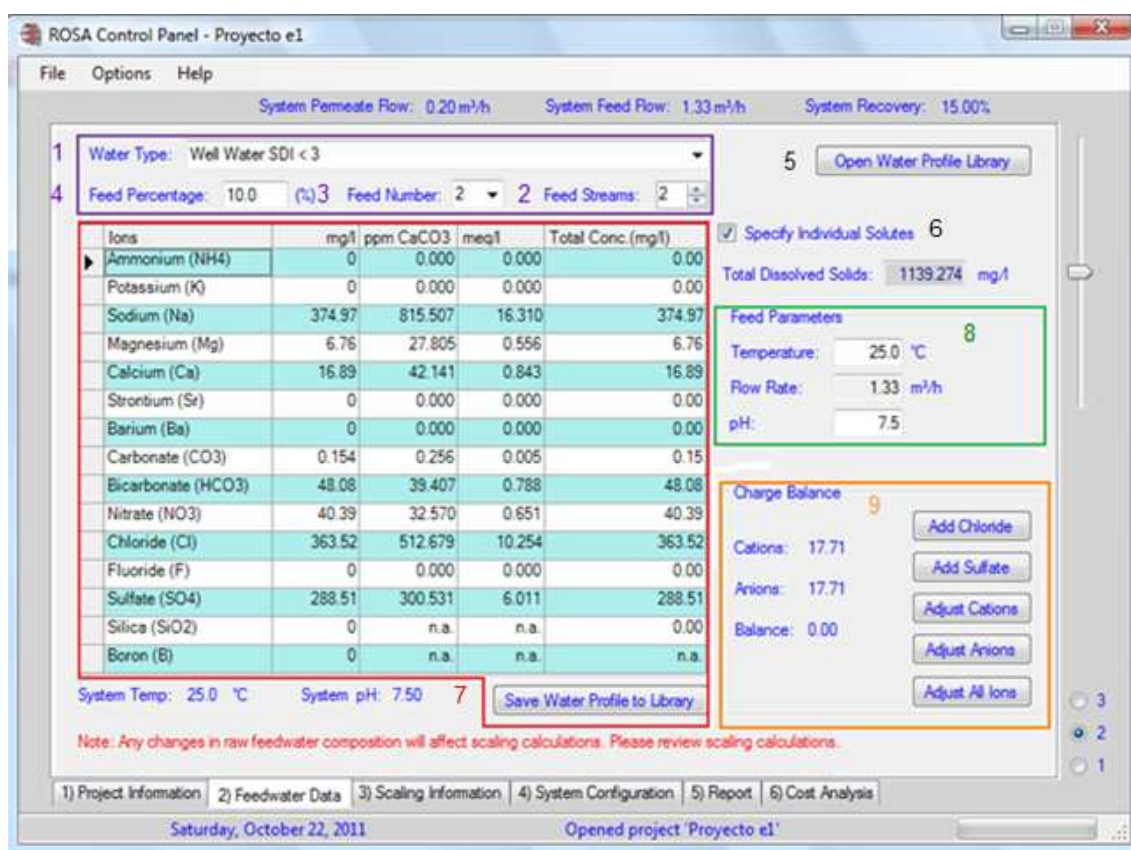 ROSA Control Panel - Proyecto e1
File Options Help
System Permeate Flow: 0.20 m³/h System Feed Flow: 1.33 m³/h System Recovery: 15.00%
1 Water Type: Well Water SDI < 3 5 Open Water Profile Library
4 Feed Percentage: 10.0 (%) 3 Feed Number: 2 2 Feed Streams: 2
Specify Individual Solutes 6
Ions mg/l ppm CaCO3 meq/l Total Conc.(mg/l)
Ammonium (NH4) 0 0.000 0.000 0.00
Total Dissolved Solids: 1139.274 mg/l
Potassium (K) 0 0.000 0.000 0.00
Sodium (Na) 374.97 815.507 16.310 374.97
Magnesium (Mg) 6.76 27.805 0.556 6.76
Calcium (Ca) 16.89 42.141 0.843 16.89
Strontium (Sr) 0 0.000 0.000 0.00
Barium (Ba) 0 0.000 0.000 0.00
Carbonate (CO3) 0.154 0.256 0.005 0.15
Bicarbonate (HCO3) 48.08 39.407 0.788 48.08
Nitrate (NO3) 40.39 32.570 0.651 40.39
Chloride (Cl) 363.52 512.679 10.254 363.52
Fluoride (F) 0 0.000 0.000 0.00
Sulfate (SO4) 288.51 300.531 6.011 288.51
Silica (SiO2) 0 n.a. n.a. 0.00
Boron (B) 0 n.a. n.a. n.a.
Feed Parameters 8
Temperature: 25.0 °C
Flow Rate: 1.33 m³/h
pH: 7.5
Charge Balance 9
Add Chloride
Cations: 17.71
Add Sulfate
Anions: 17.71
Adjust Cations
Balance: 0.00
Adjust Anions
Adjust All Ions
System Temp: 25.0 °C System pH: 7.50 7 Save Water Profile to Library
3
2
1
Note: Any changes in raw feedwater composition will affect scaling calculations. Please review scaling calculations.
1) Project Information 2) Feedwater Data 3) Scaling Information 4) System Configuration 5) Report 6) Cost Analysis
Saturday, October 22, 2011 Opened project 'Proyecto e1'